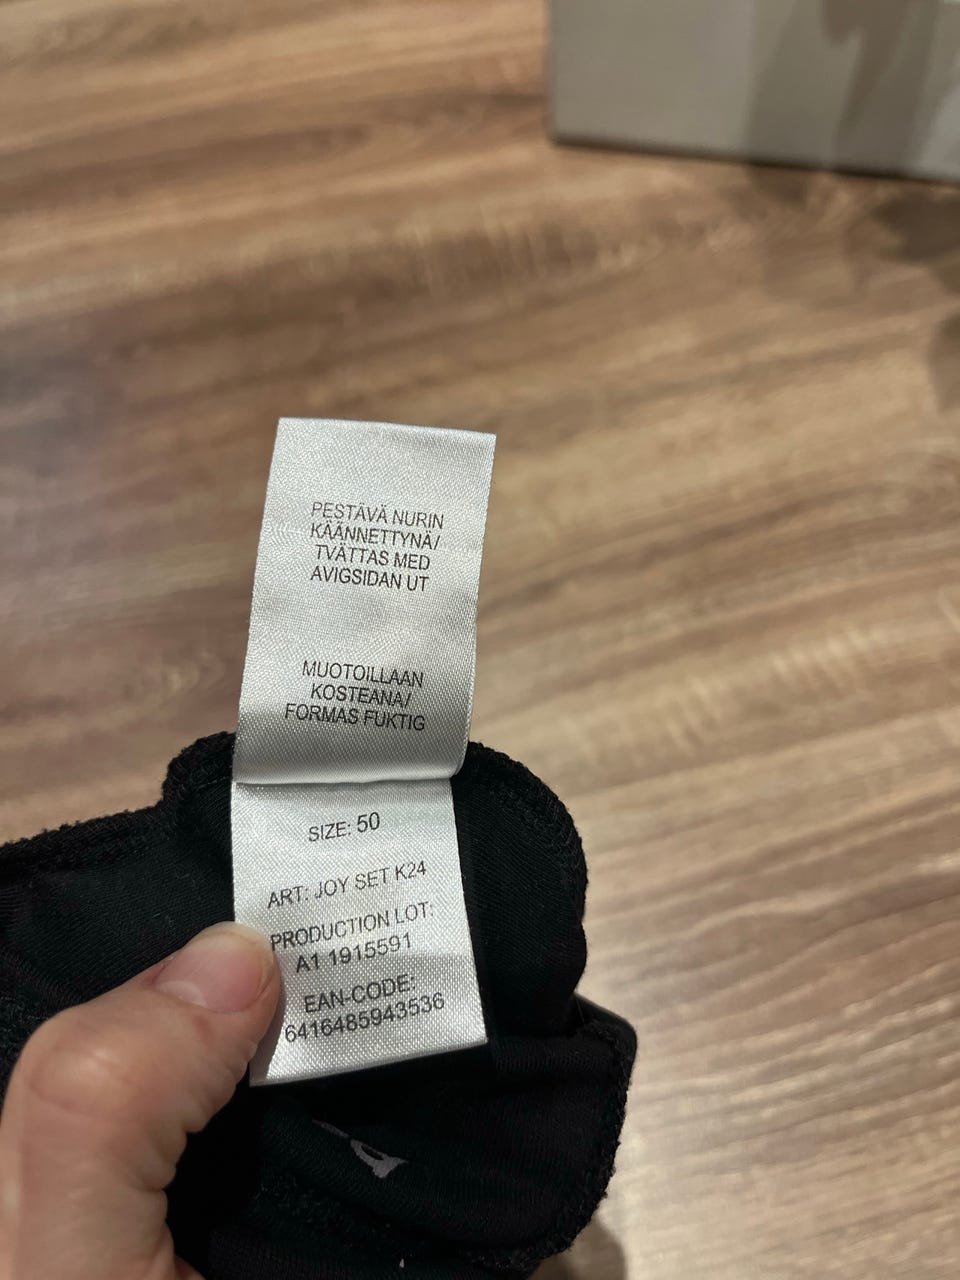 PESTÄVÄ NURIN
KÄÄNNETTYNÄ/
TVÄTTAS MED
AVIGSIDAN UT
MUOTOILLAAN
KOSTEANA/
FORMAS FUKTIG
SIZE: 50
ART: JOY SET K24
PRODUCTION LOT:
A1 1915591
EAN-CODE:
6416485943536